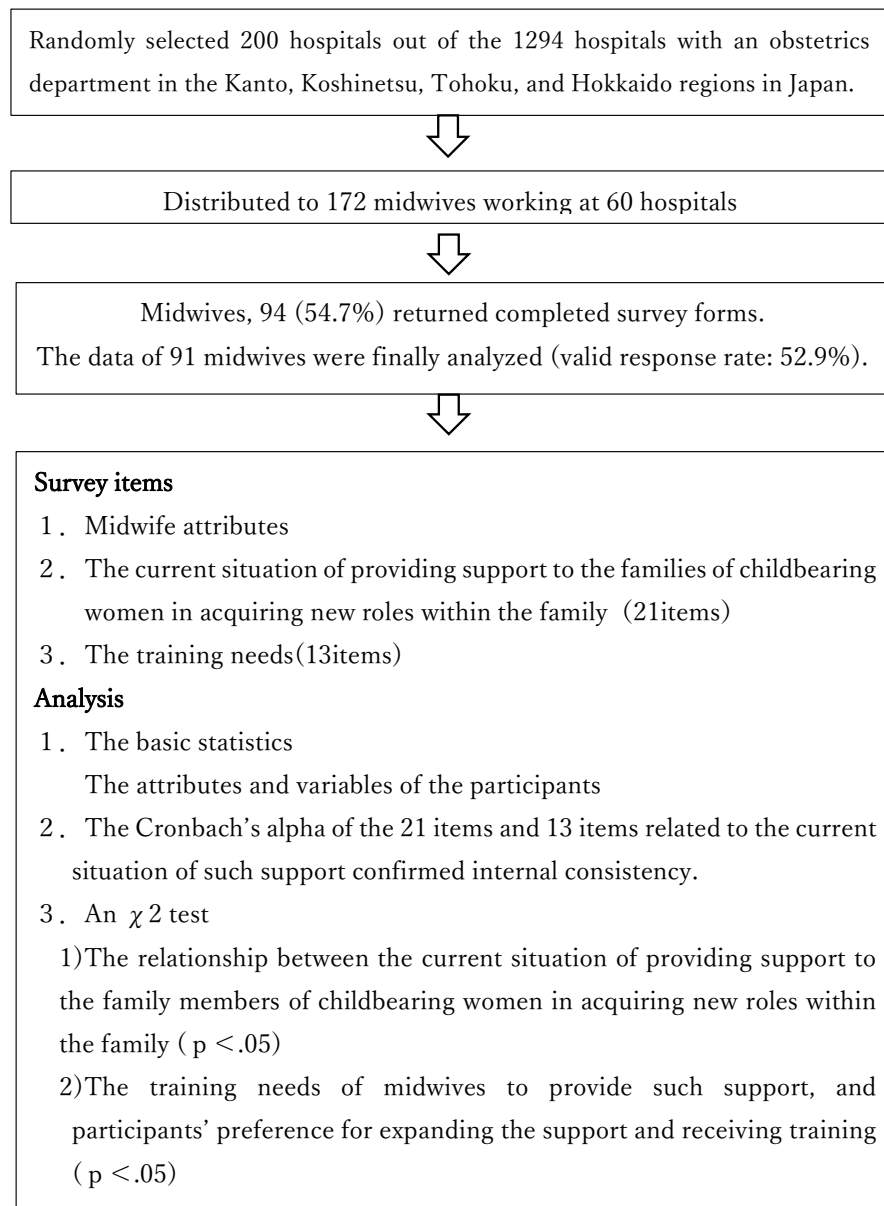 Randomly selected 200 hospitals out of the 1294 hospitals with an obstetrics
department in the Kanto, Koshinetsu, Tohoku, and Hokkaido regions in Japan.
Distributed to 172 midwives working at 60 hospitals
Midwives, 94 (54.7%) returned completed survey forms.
The data of 91 midwives were finally analyzed (valid response rate: 52.9%).
Survey items
１．Midwife attributes
２．The current situation of providing support to the families of childbearing
women in acquiring new roles within the family（21items）
３．The training needs(13items)
Analysis
１．The basic statistics
The attributes and variables of the participants
２．The Cronbach's alpha of the 21 items and 13 items related to the current
situation of such support confirmed internal consistency.
３．An χ2 test
1)The relationship between the current situation of providing support to
the family members of childbearing women in acquiring new roles within
the family ( p <.05)
2)The training needs of midwives to provide such support, and
participants' preference for expanding the support and receiving training
( p <.05)